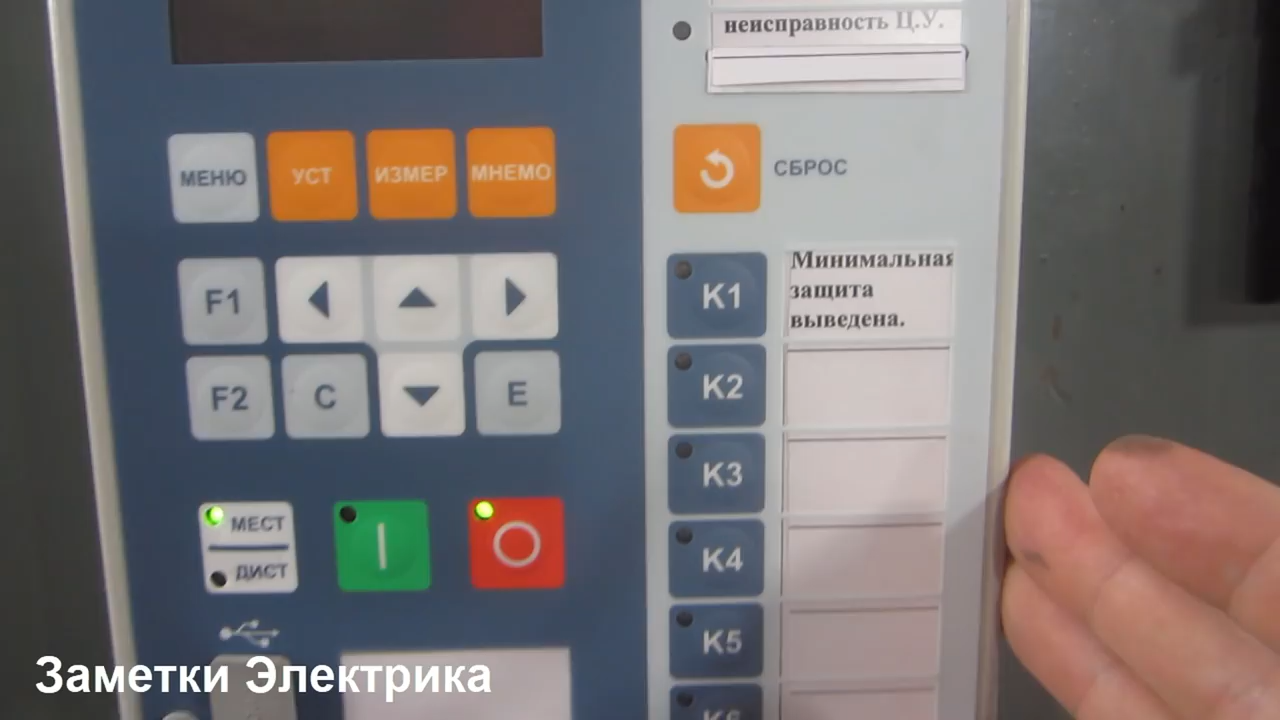 неисправность Ц.У.
МЕНЮ
УСТ
ИЗМЕР
МНЕМО
СБРОС
F1
K1
Минимальная
защита
выведена.
F2
C
E
K2
K3
МЕСТ
ДИСТ
K4
K5
K6
Заметки Электрика